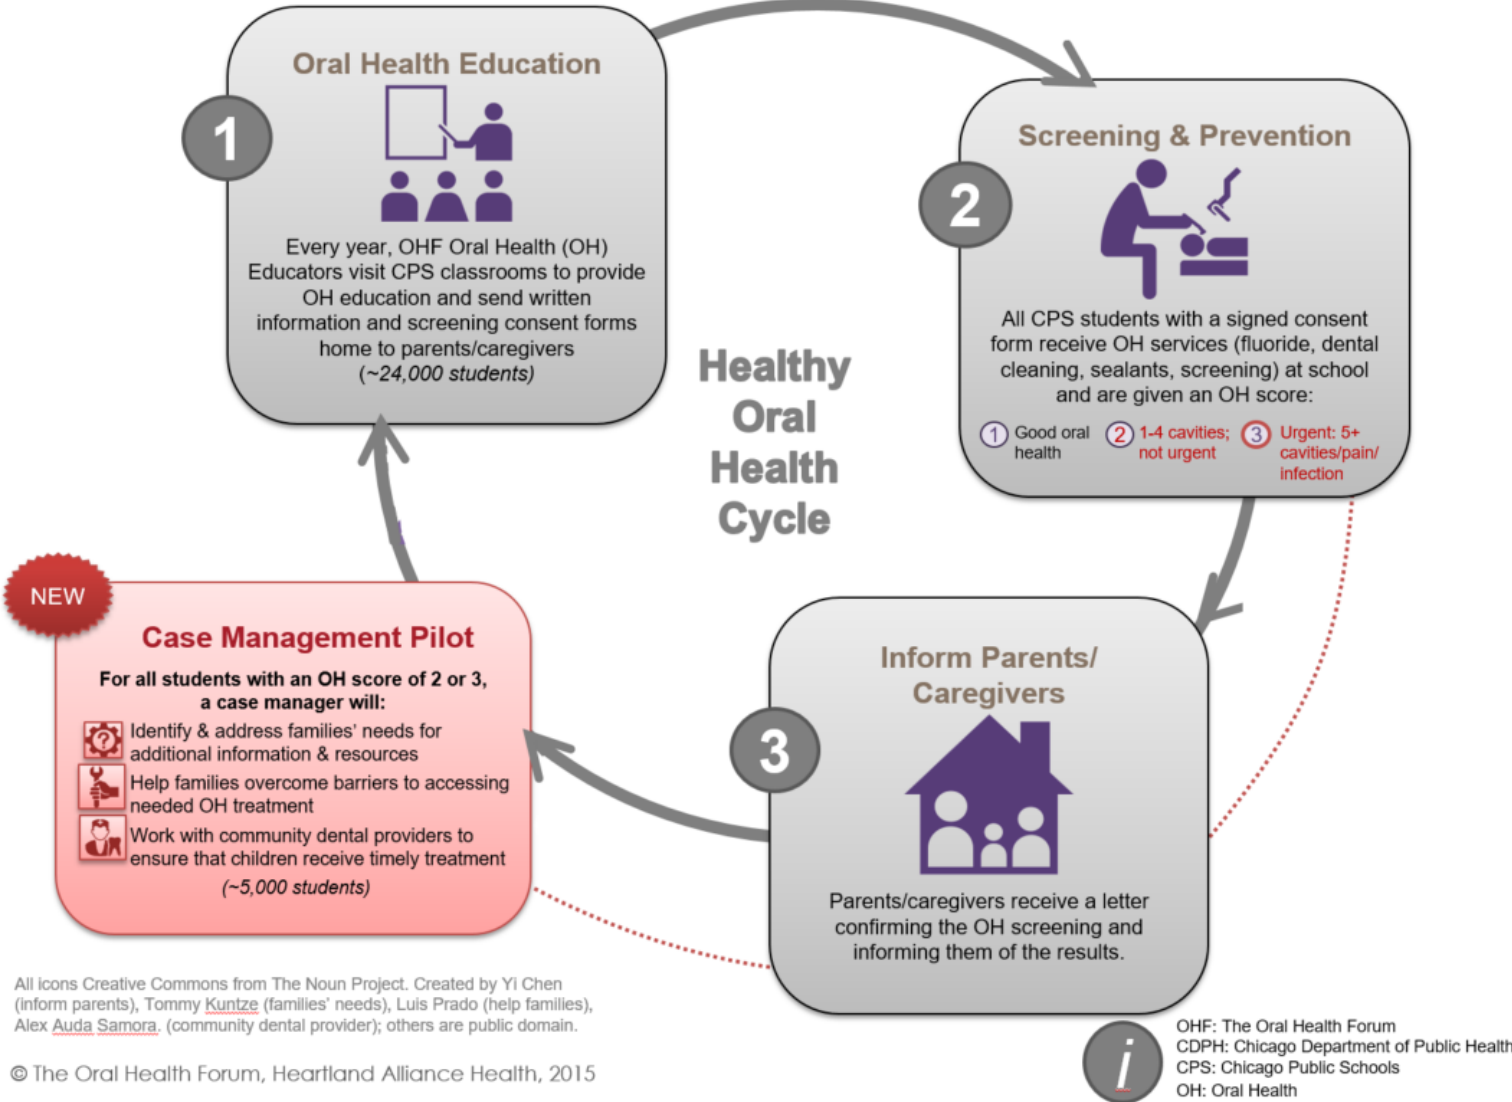 Oral Health Education
1
Every year, OHF Oral Health (OH)
Educators visit CPS classrooms to provide
OH education and send written
information and screening consent forms
home to parents/caregivers
(~24,000 students)
Screening & Prevention
2
All CPS students with a signed consent
form receive OH services (fluoride, dental
cleaning, sealants, screening) at school
and are given an OH score:
1 Good oral
health
2 1-4 cavities;
not urgent
3 Urgent: 5+
cavities/pain/
infection
Healthy
Oral
Health
Cycle
Inform Parents/
Caregivers
3
Parents/caregivers receive a letter
confirming the OH screening and
informing them of the results.
NEW
Case Management Pilot
For all students with an OH score of 2 or 3,
a case manager will:
?
Identify & address families' needs for
additional information & resources
Help families overcome barriers to accessing
needed OH treatment
Work with community dental providers to
ensure that children receive timely treatment
(~5,000 students)
All icons Creative Commons from The Noun Project. Created by Yi Chen
(inform parents), Tommy Kuntze (families' needs), Luis Prado (help families),
Alex Auda Samora. (community dental provider); others are public domain.
© The Oral Health Forum, Heartland Alliance Health, 2015
i
OHF: The Oral Health Forum
CDPH: Chicago Department of Public Health
CPS: Chicago Public Schools
OH: Oral Health